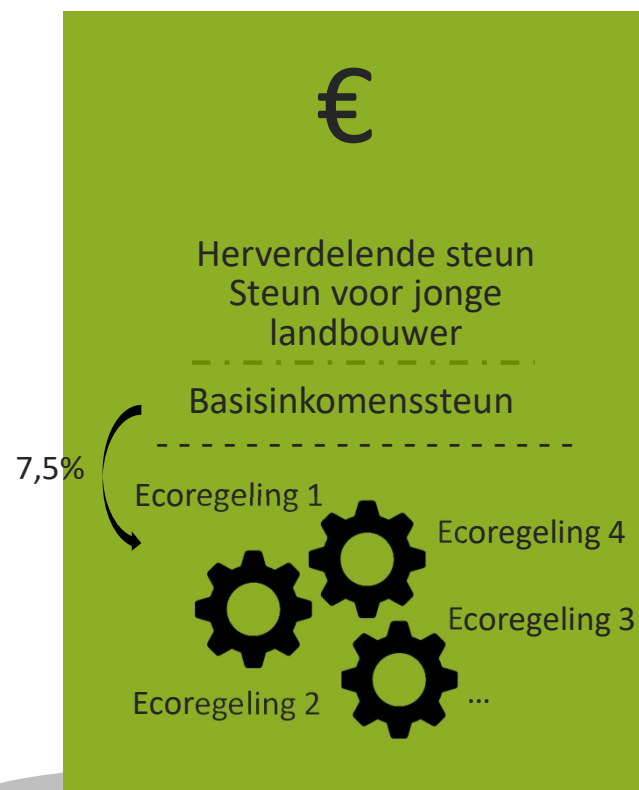 €
Herverdelende steun
Steun voor jonge
landbouwer
Basisinkomenssteun
7,5%
Ecoregeling 1
Ecoregeling 4
Ecoregeling 3
Ecoregeling 2
...